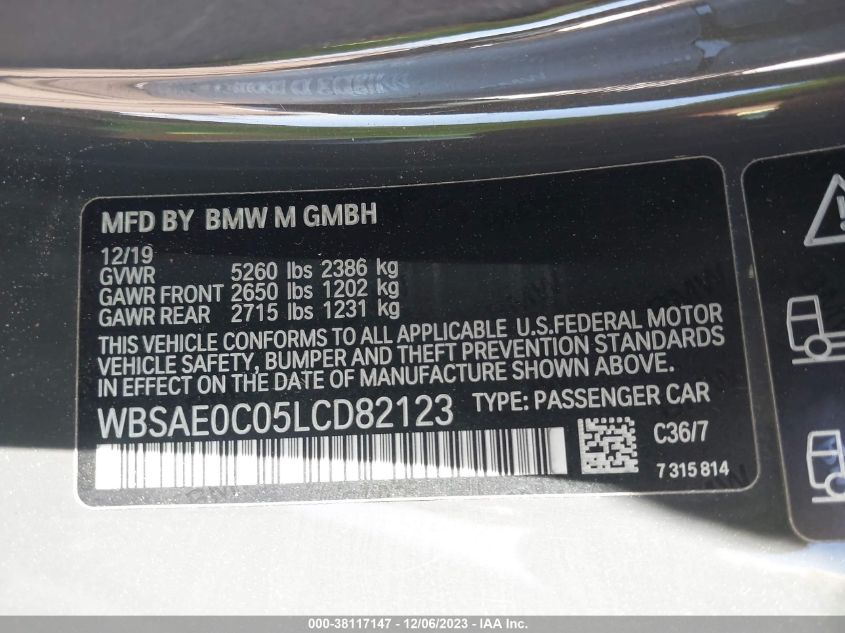 MFD BY BMW M GMBH
12/19
GVWR 5260 lbs 2386 kg
GAWR FRONT 2650 lbs 1202 kg
GAWR REAR 2715 lbs 1231 kg
THIS VEHICLE CONFORMS TO ALL APPLICABLE U.S.FEDERAL MOTOR
VEHICLE SAFETY, BUMPER AND THEFT PREVENTION STANDARDS
IN EFFECT ON THE DATE OF MANUFACTURE SHOWN ABOVE.
WBSAE0C05LCD82123 TYPE: PASSENGER CAR
C36/7
7 315 814
000-38117147 - 12/06/2023 - IAA Inc.